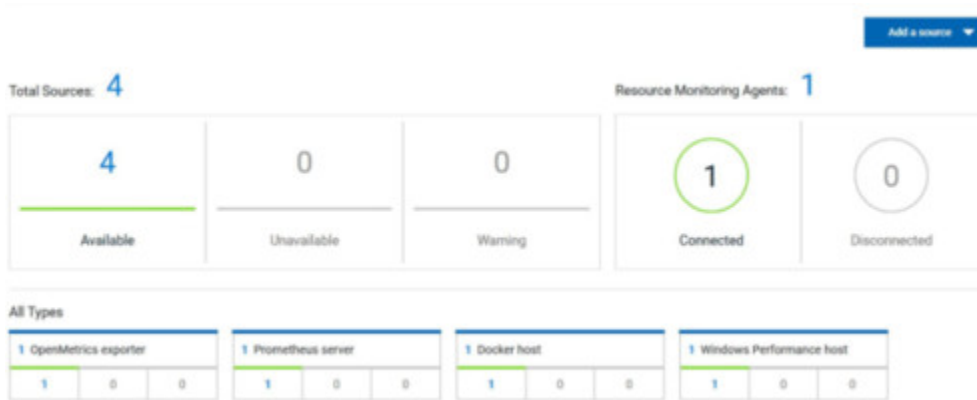 Add a source
Total Sources: 4
Resource Monitoring Agents: 1
4
0
0
1
0
Available
Unavailable
Warning
Connected
Disconnected
All Types
1 OpenMetrics exporter
1 Prometheus server
1 Docker host
1 Windows Performance host
1 0 0
1 0 0
1 0 0
1 0 0